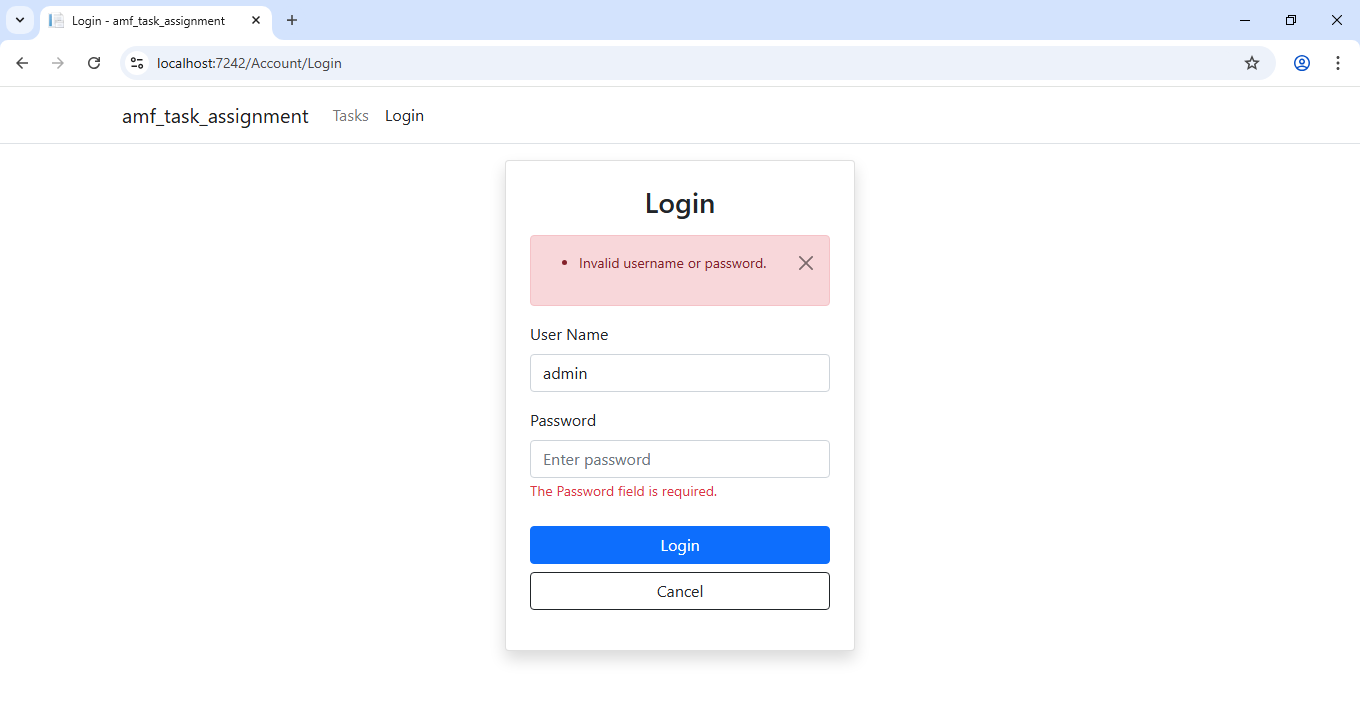 Login - amf_task_assignment
localhost:7242/Account/Login
amf_task_assignment Tasks Login
Login
Invalid username or password.
User Name
admin
Password
Enter password
The Password field is required.
Login
Cancel